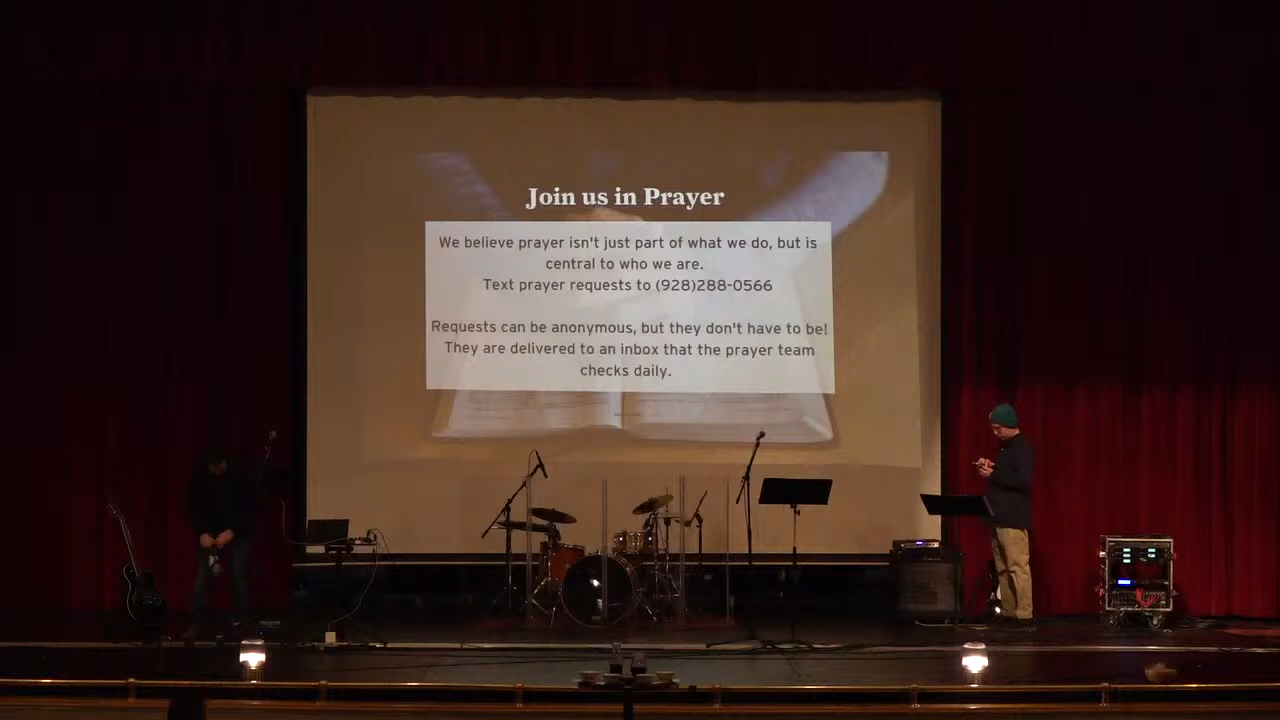 Join us in Prayer
We believe prayer isn't just part of what we do, but is
central to who we are.
Text prayer requests to (928)288-0566
Requests can be anonymous, but they don't have to be!
They are delivered to an inbox that the prayer team
checks daily.